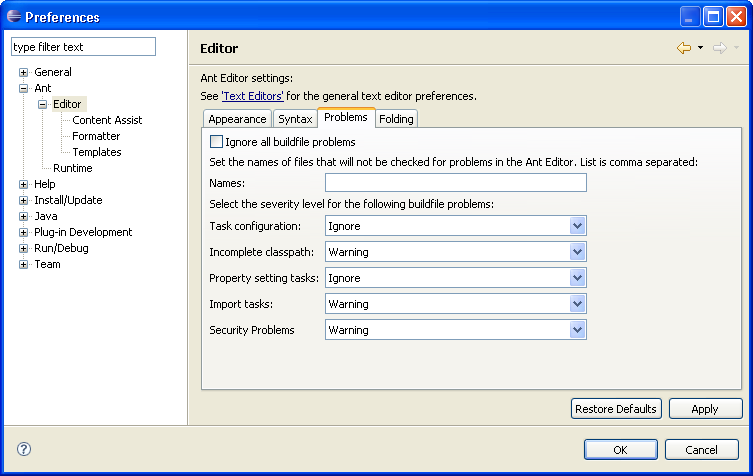 Preferences
type filter text
General
Ant
Editor
Content Assist
Formatter
Templates
Runtime
Help
Install/Update
Java
Plug-in Development
Run/Debug
Team
Editor
Ant Editor settings:
See 'Text Editors' for the general text editor preferences.
Appearance Syntax Problems Folding
Ignore all buildfile problems
Set the names of files that will not be checked for problems in the Ant Editor. List is comma separated:
Names:
Select the severity level for the following buildfile problems:
Task configuration: Ignore
Incomplete classpath: Warning
Property setting tasks: Ignore
Import tasks: Warning
Security Problems Warning
Restore Defaults Apply
? OK Cancel